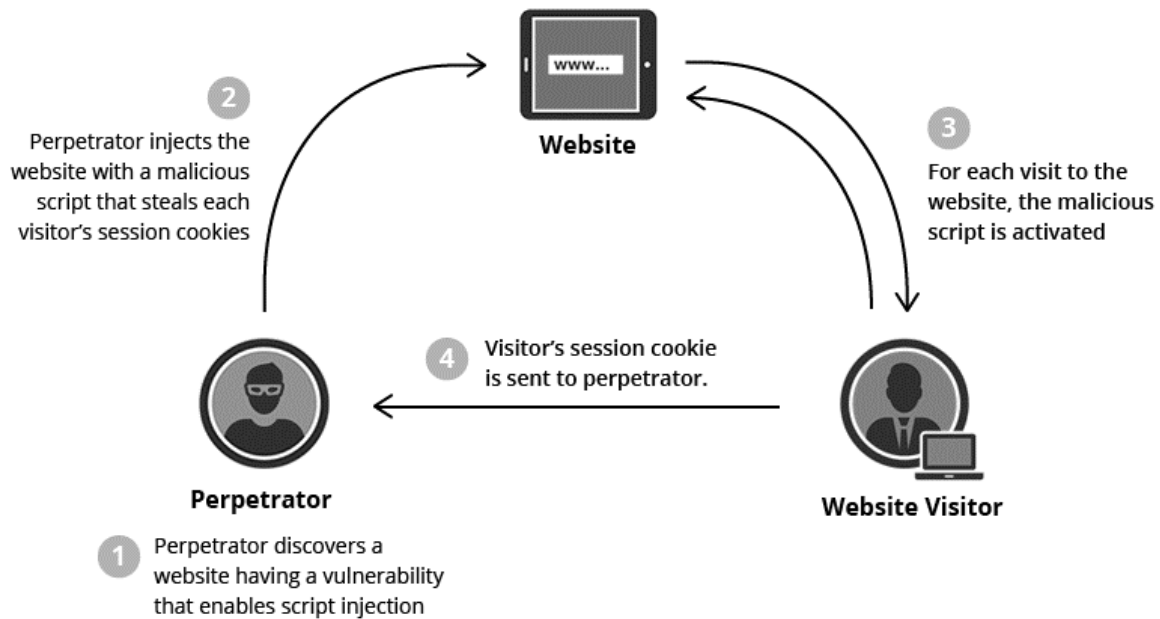 www...
Website
2
Perpetrator injects the
website with a malicious
script that steals each
visitor's session cookies
3
For each visit to the
website, the malicious
script is activated
4
Visitor's session cookie
is sent to perpetrator.
Perpetrator
Website Visitor
1
Perpetrator discovers a
website having a vulnerability
that enables script injection